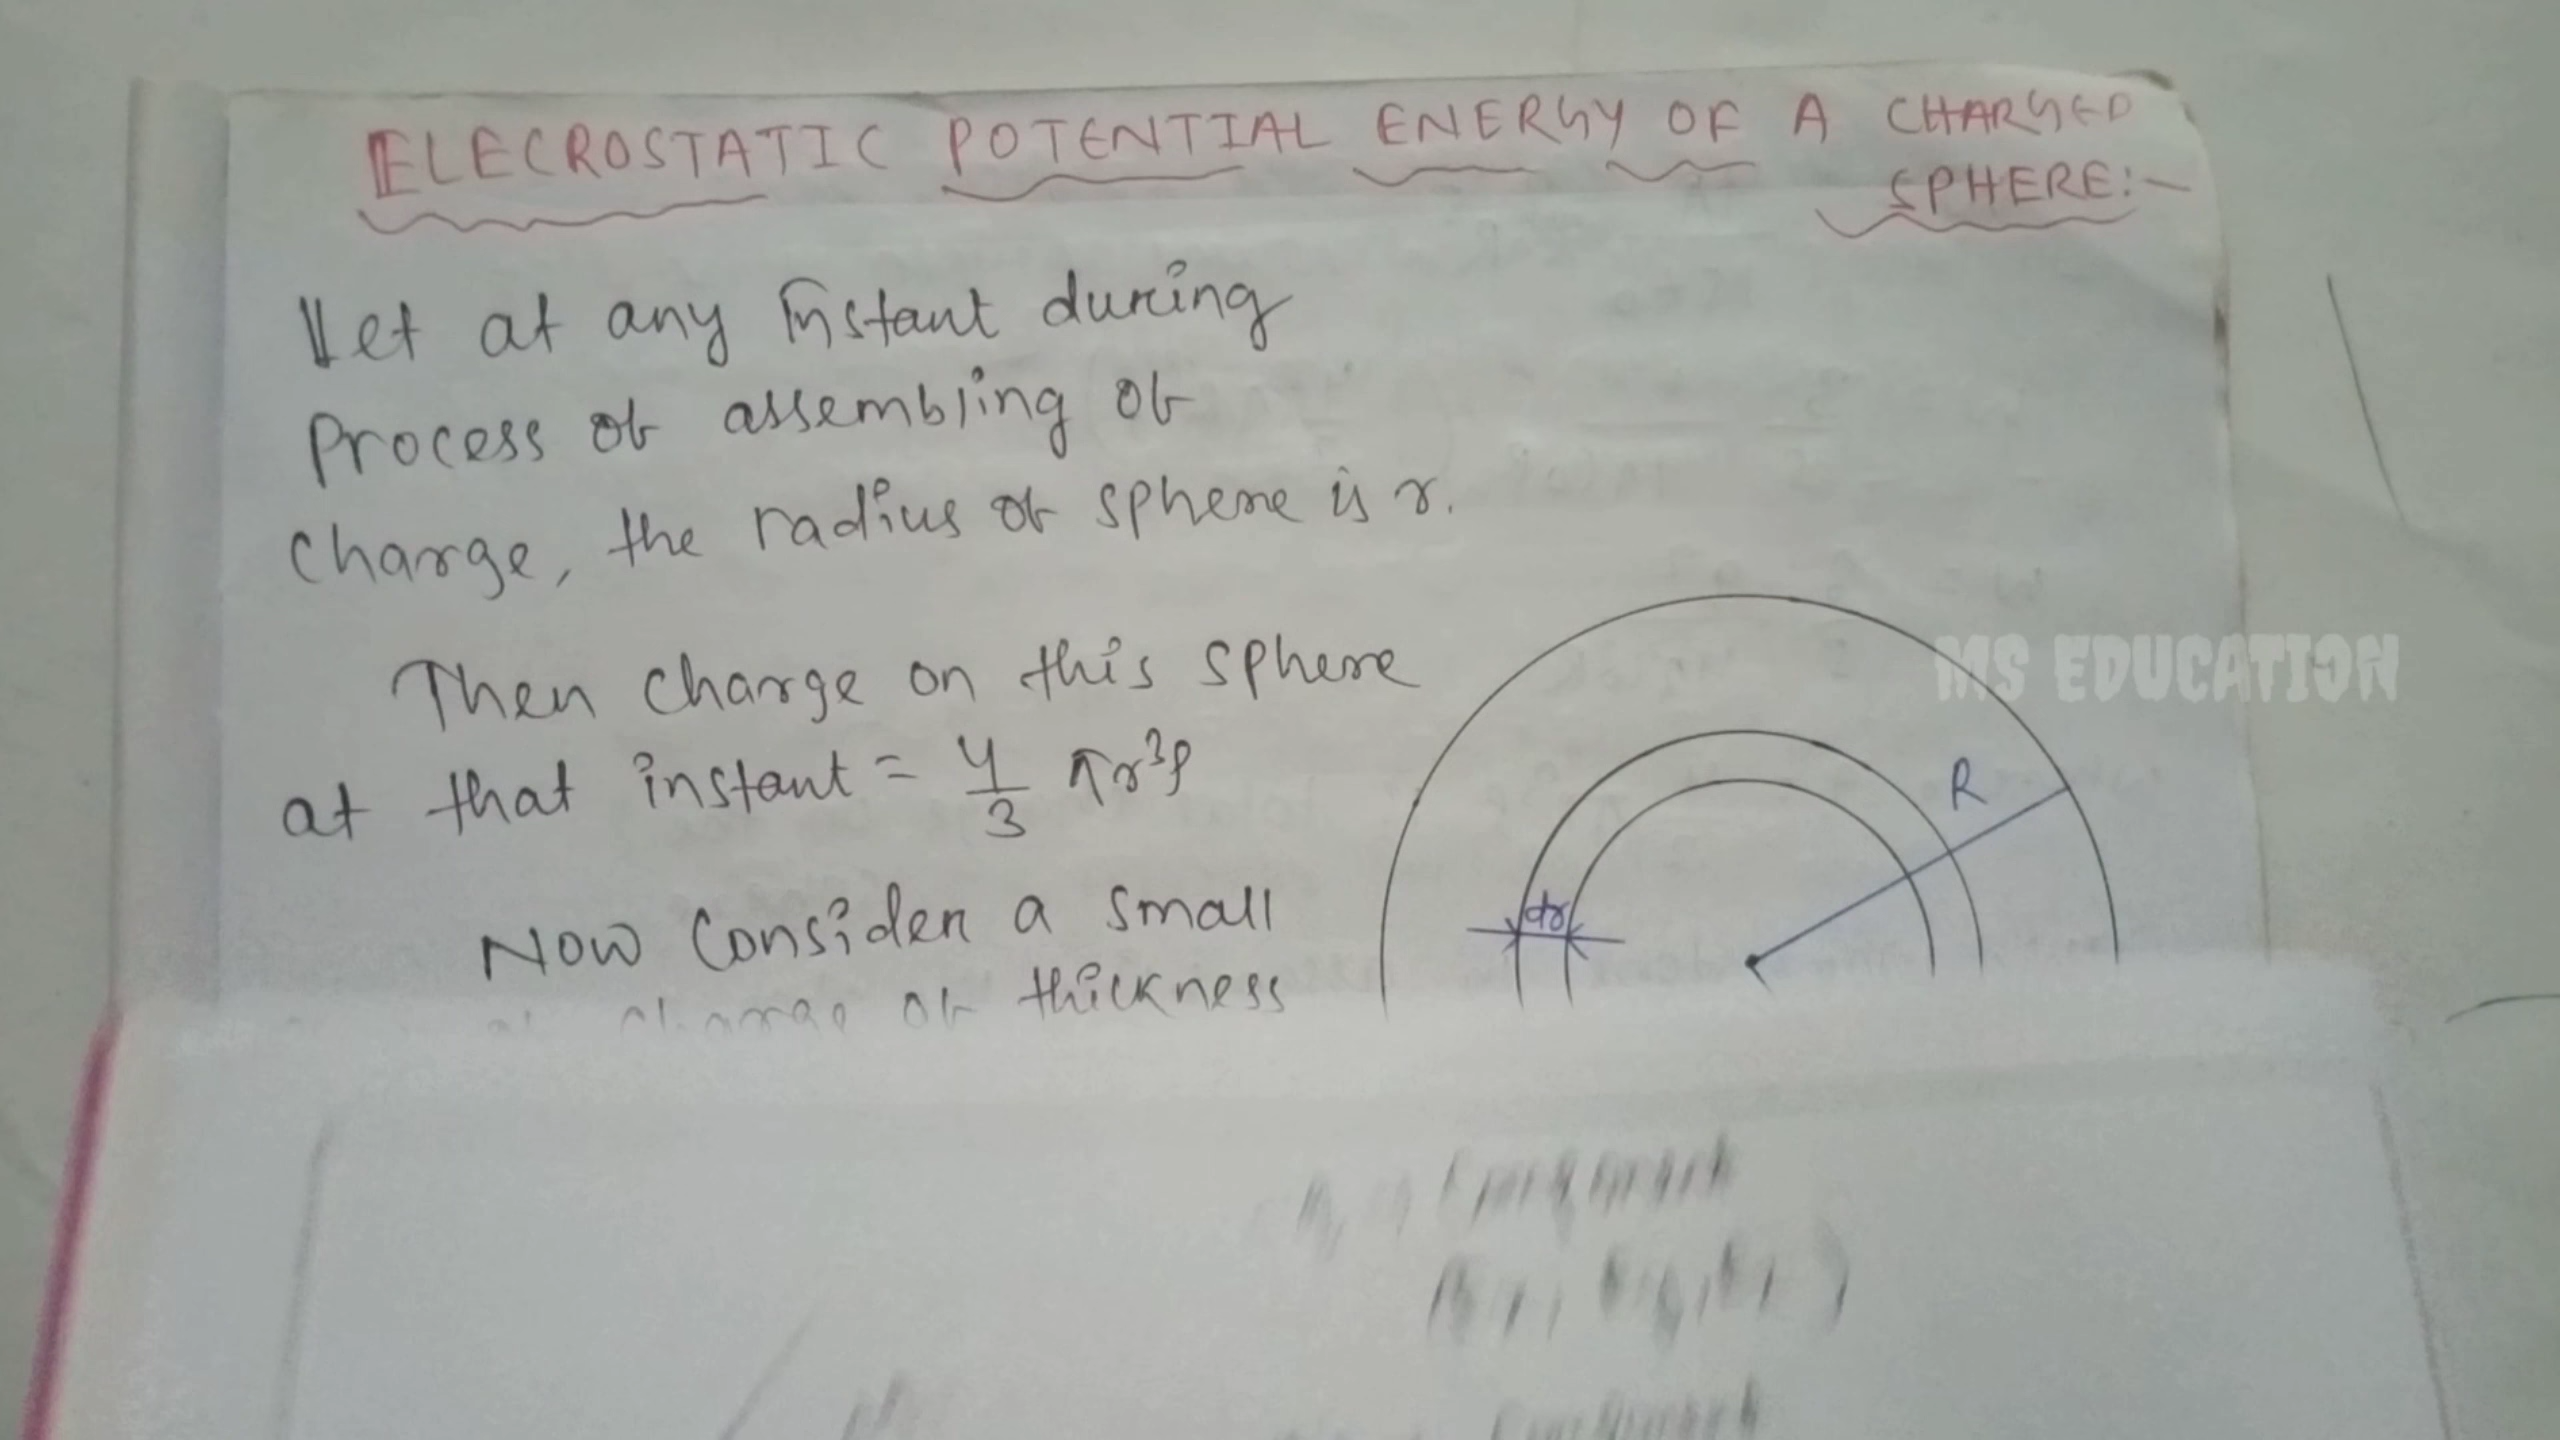 ELECROSTATIC POTENTIAL ENERGY OF A CHARGED
SPHERE:-
Let at any instant during
process of assembling of
charge, the radius of sphere is r.
Then charge on this sphere
at that instant = 4/3 πr³ρ
Now consider a small
charge of thickness
MS EDUCATION
R
dr